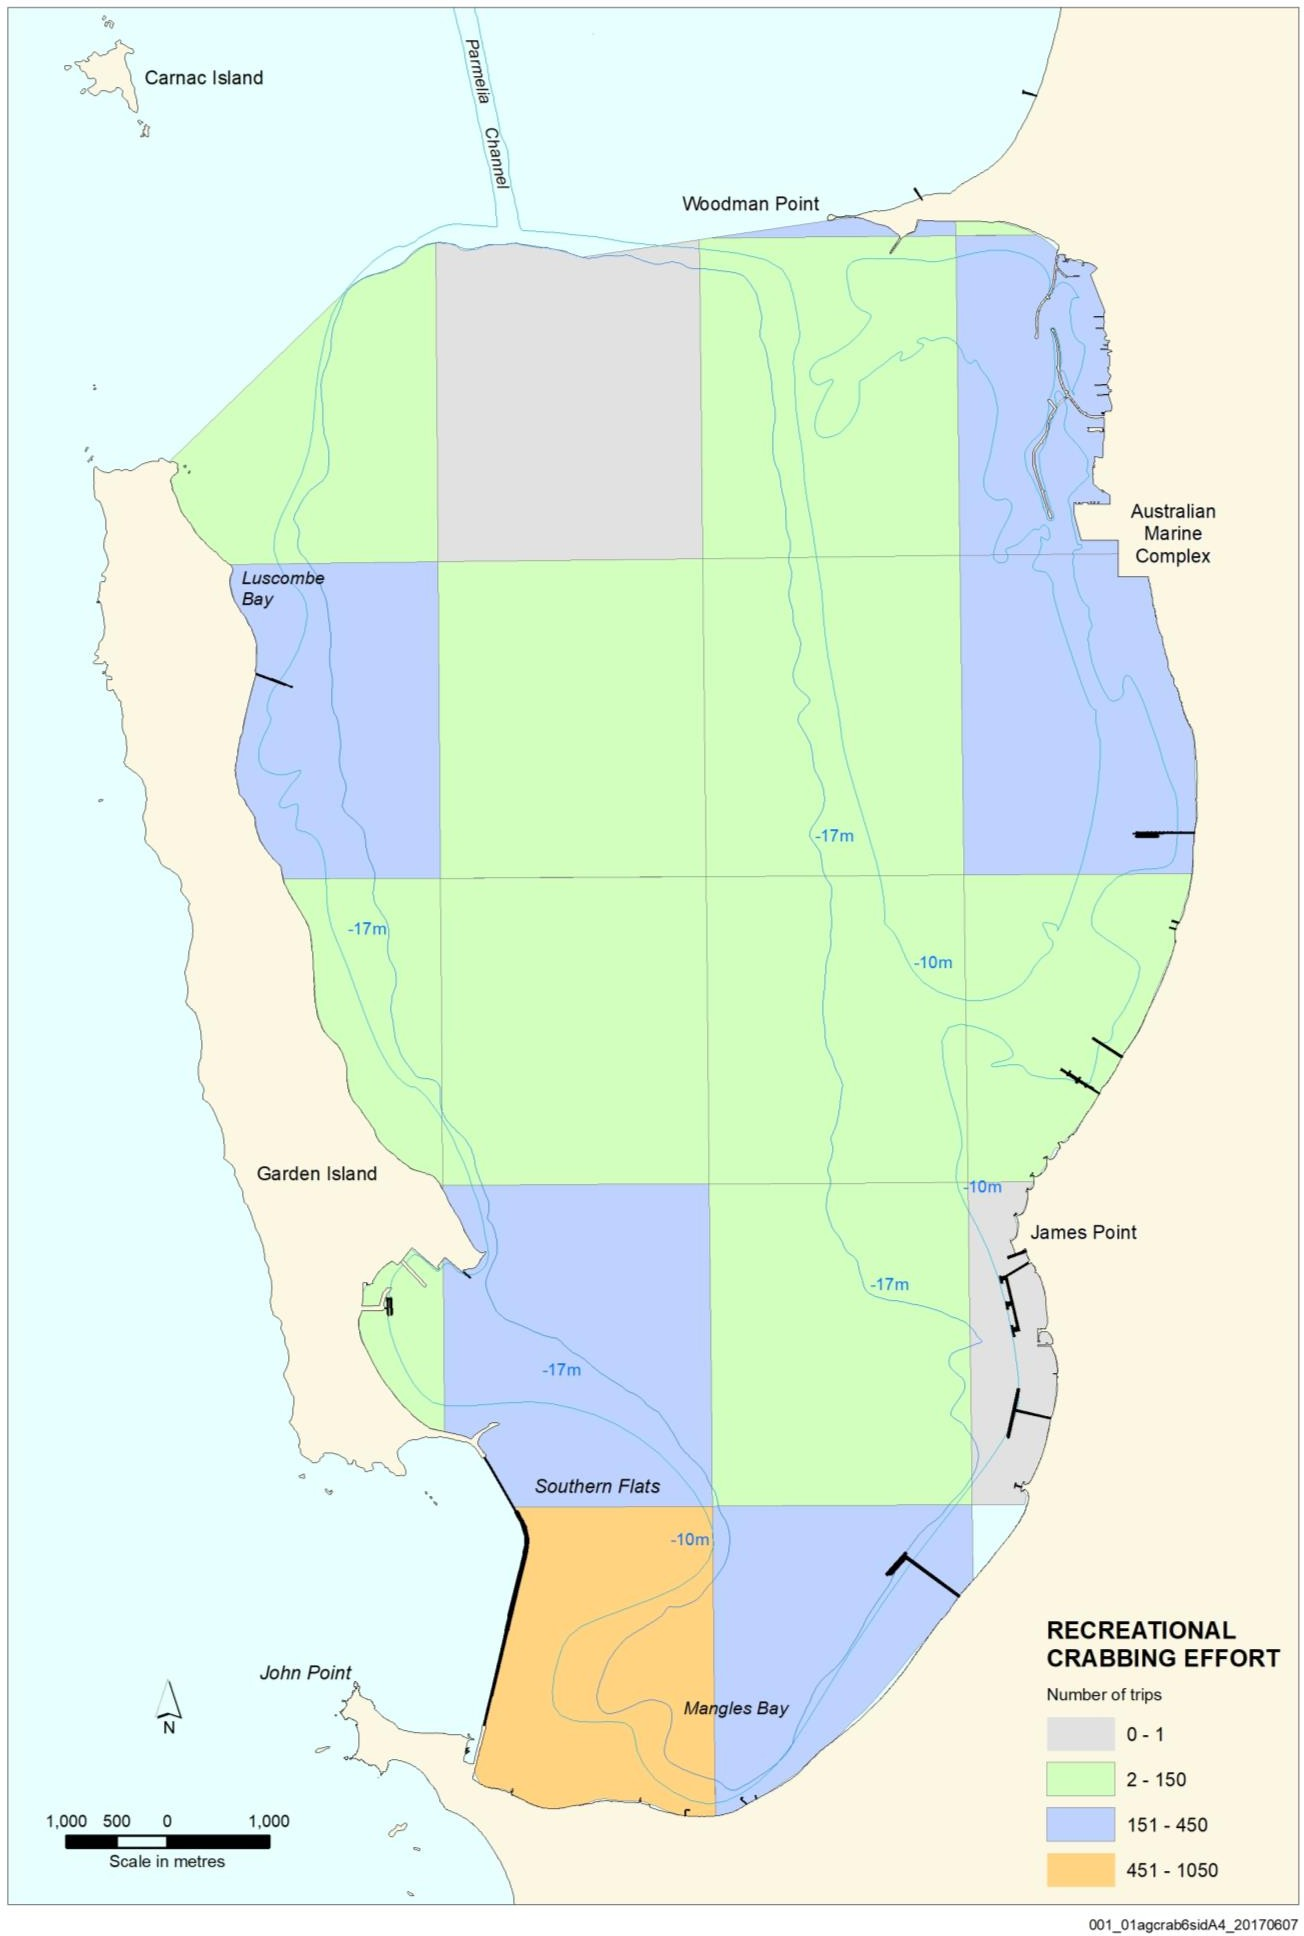 Parmelia
Channel
Carnac Island
Woodman Point
Australian
Marine
Complex
Luscombe
Bay
-17m
-17m
-10m
Garden Island
-10m
James Point
-17m
-17m
Southern Flats
-10m
John Point
Mangles Bay
N
1,000 500 0 1,000
Scale in metres
RECREATIONAL
CRABBING EFFORT
Number of trips
0 - 1
2 - 150
151 - 450
451 - 1050
001_01agcrab6sidA4_20170607